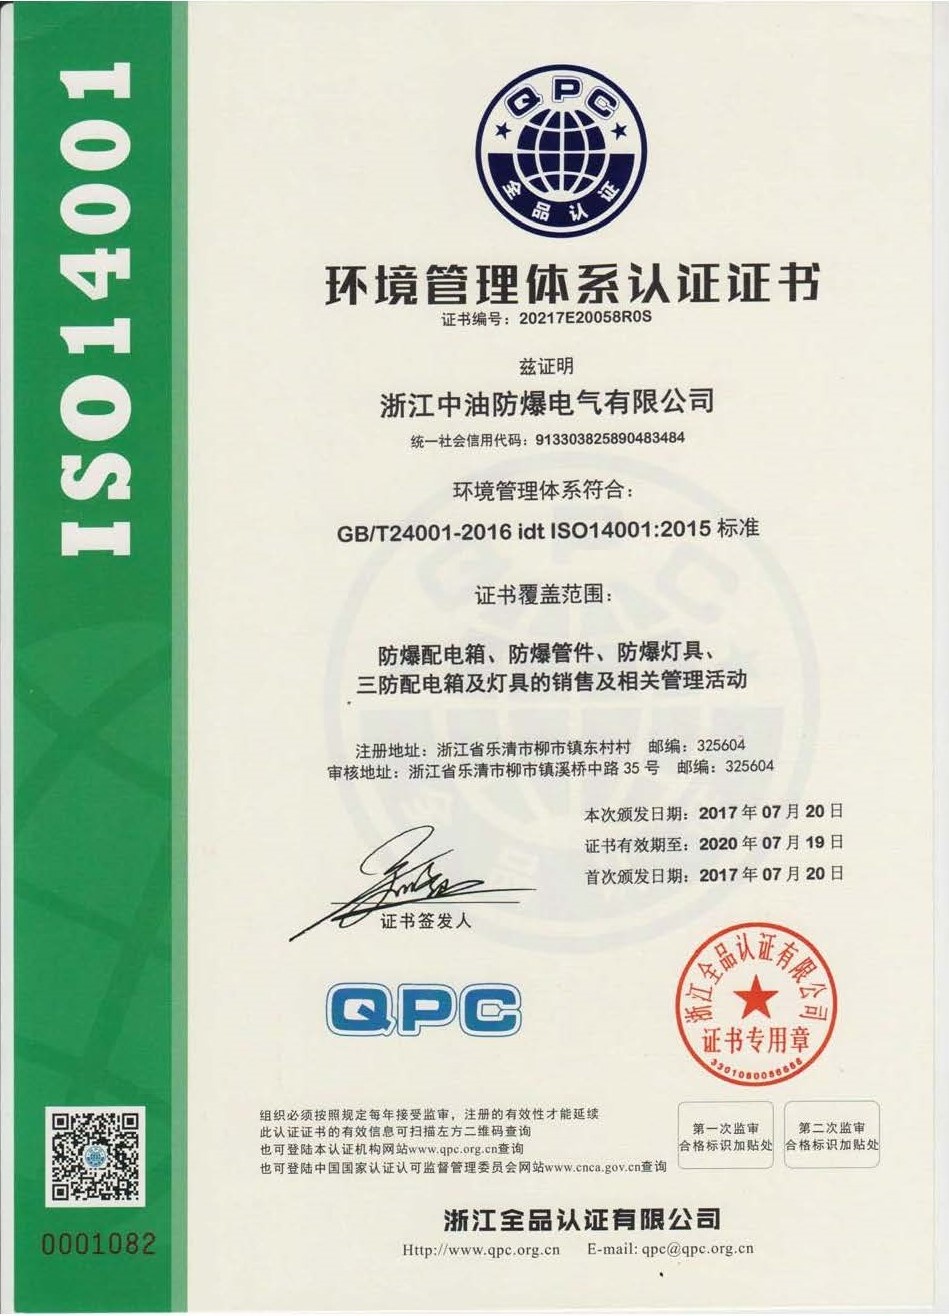 ISO14001
QPC
全品认证
环境管理体系认证证书
证书编号：20217E20058R0S
兹证明
浙江中油防爆电气有限公司
统一社会信用代码：913303825890483484
环境管理体系符合：
GB/T24001-2016 idt ISO14001:2015 标准
证书覆盖范围：
防爆配电箱、防爆管件、防爆灯具、
三防配电箱及灯具的销售及相关管理活动
注册地址：浙江省乐清市柳市镇东村村 邮编：325604
审核地址：浙江省乐清市柳市镇溪桥中路 35 号 邮编：325604
本次颁发日期：2017 年 07 月 20 日
证书有效期至：2020 年 07 月 19 日
首次颁发日期：2017 年 07 月 20 日
证书签发人
QPC
浙江全品认证有限公司
证书专用章
组织必须按照规定每年接受监审，注册的有效性才能延续
此认证证书的有效信息可扫描左方二维码查询
也可登陆本认证机构网站www.qpc.org.cn查询
也可登陆中国国家认证认可监督管理委员会网站www.cnca.gov.cn查询
第一次监审
合格标识加贴处
第二次监审
合格标识加贴处
0001082
浙江全品认证有限公司
Http://www.qpc.org.cn E-mail: qpc@qpc.org.cn